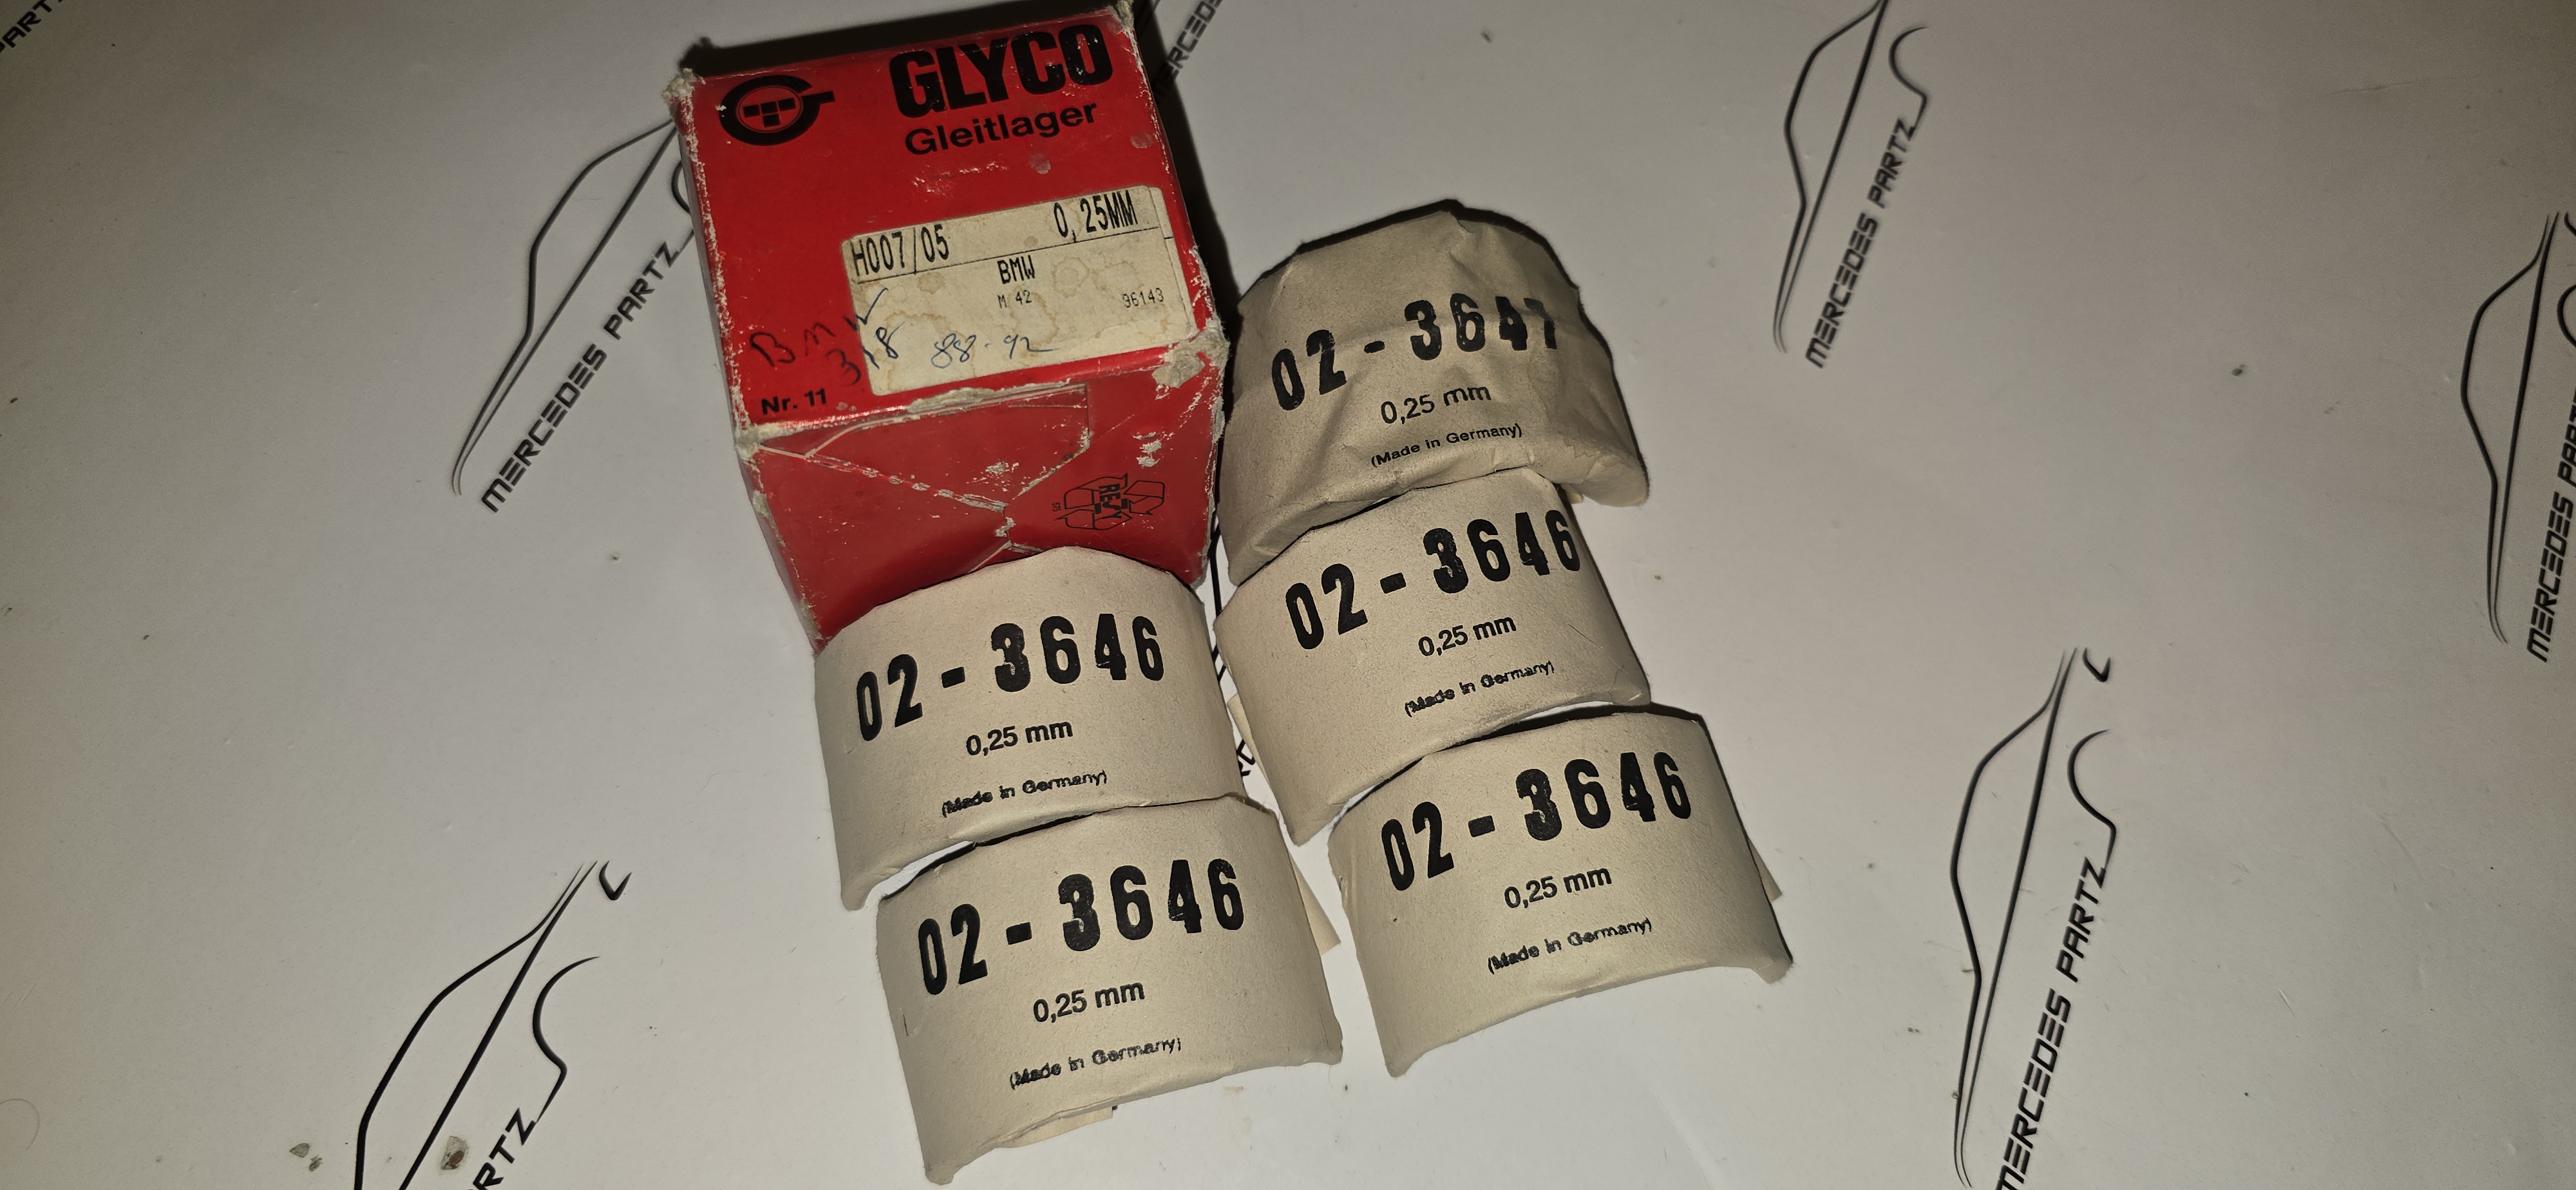 GLYCO
Gleitlager
H007/05 0,25MM
BMW
M 42 96143
BMW
318 88-92
Nr. 11
RESY
02-3647
0,25 mm
(Made in Germany)
02-3646
0,25 mm
(Made in Germany)
02-3646
0,25 mm
(Made in Germany)
02-3646
0,25 mm
(Made in Germany)
02-3646
0,25 mm
(Made in Germany)
MERCEDES PARTZ
MERCEDES PARTZ
MERCEDES PARTZ
MERCEDES PARTZ